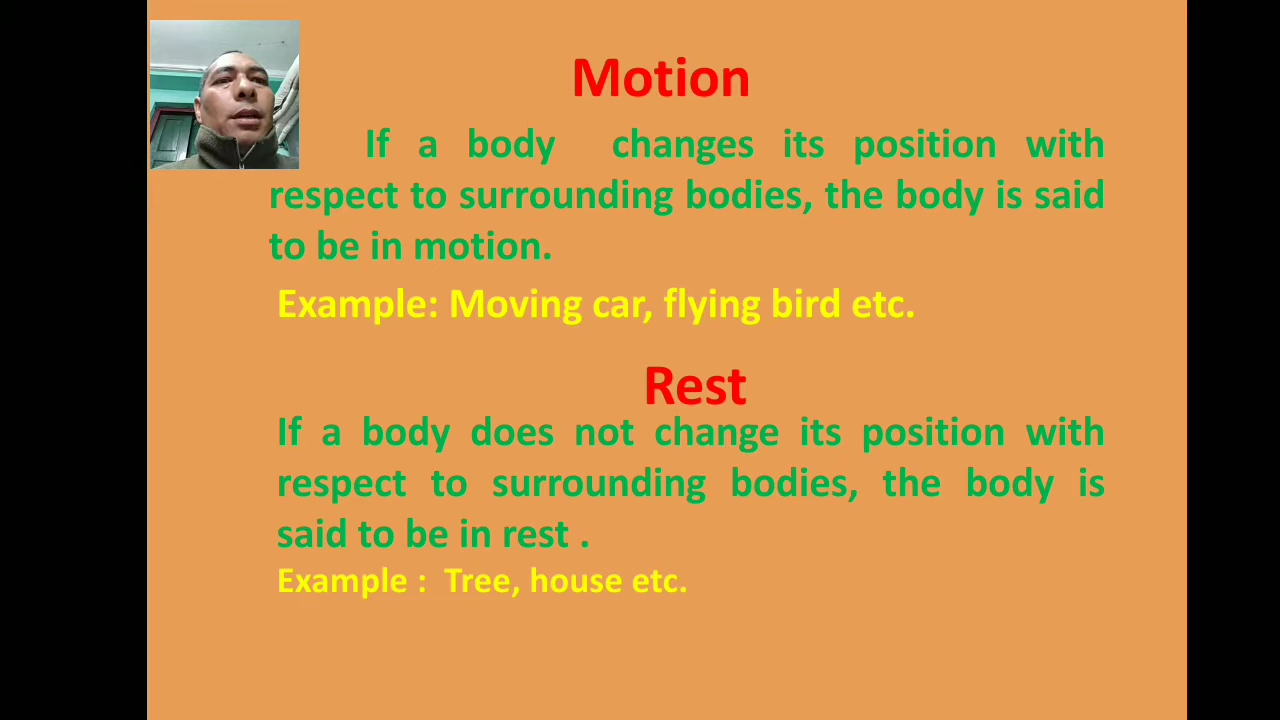 Motion
If a body changes its position with
respect to surrounding bodies, the body is said
to be in motion.
Example: Moving car, flying bird etc.
Rest
If a body does not change its position with
respect to surrounding bodies, the body is
said to be in rest .
Example : Tree, house etc.